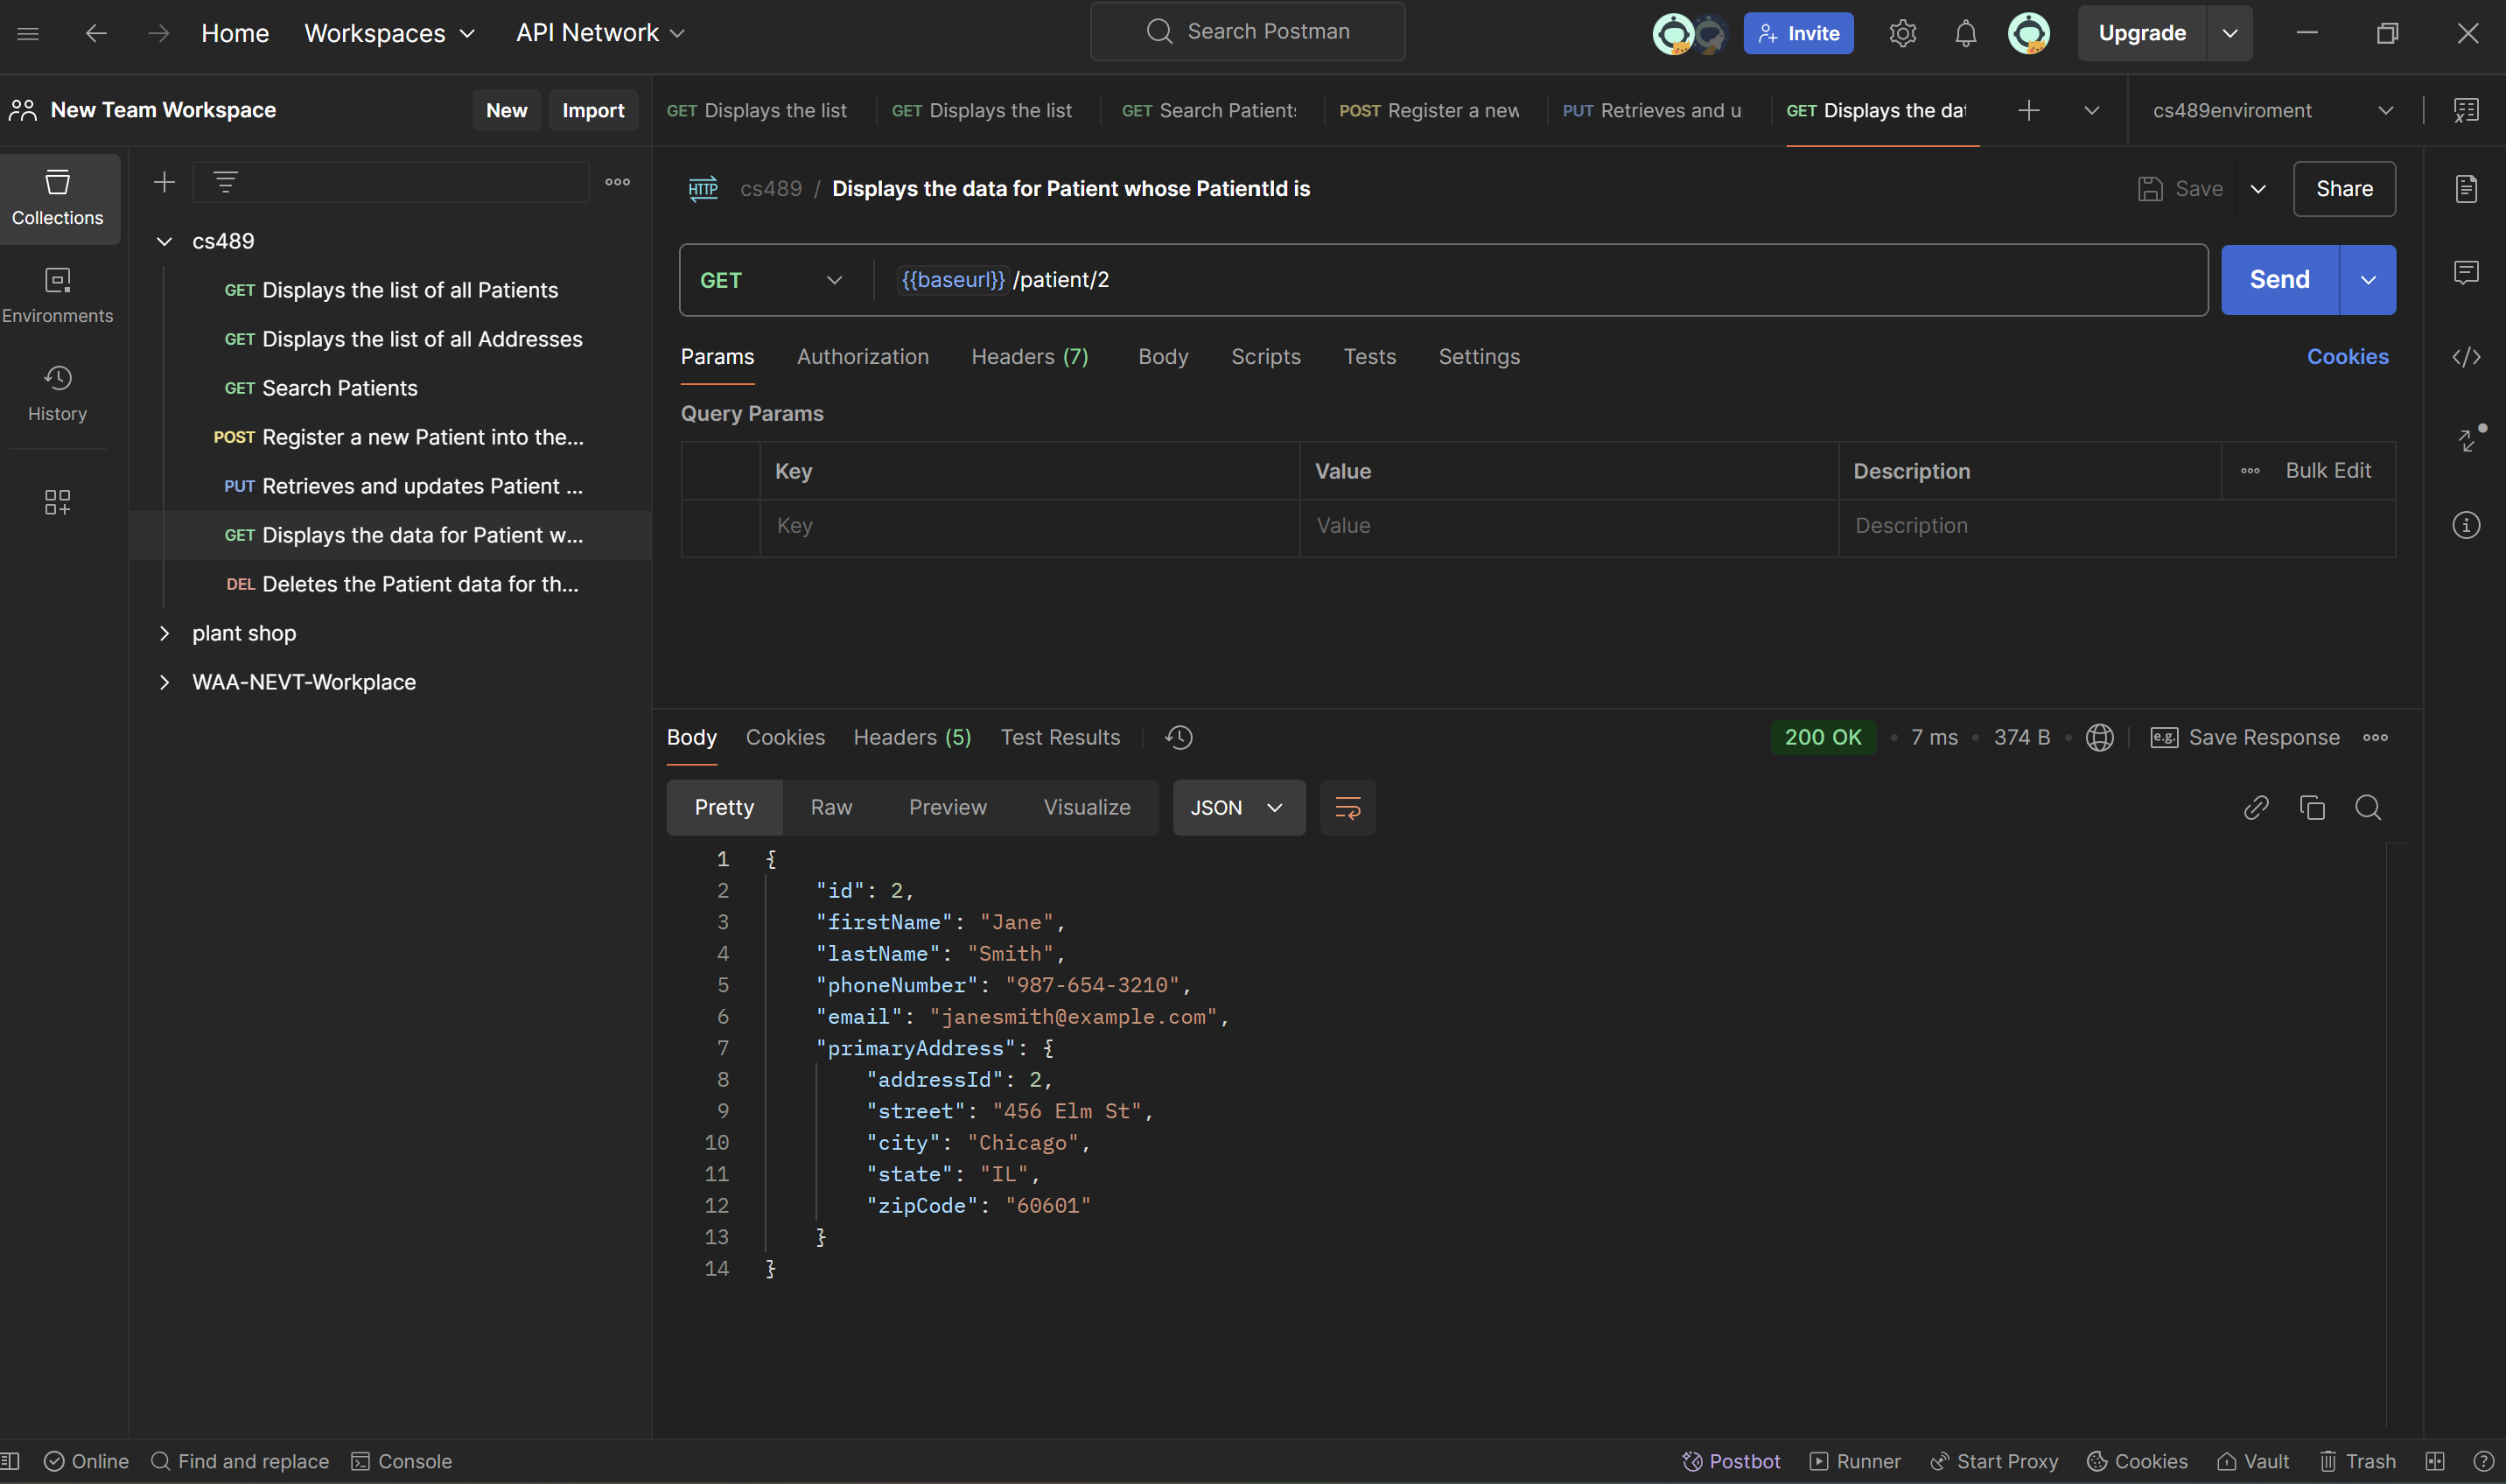 Home Workspaces API Network Search Postman Invite Upgrade
New Team Workspace New Import
GET Displays the list GET Displays the list GET Search Patients POST Register a new PUT Retrieves and u GET Displays the dat cs489enviroment
Collections
Environments
History
cs489
GET Displays the list of all Patients
GET Displays the list of all Addresses
GET Search Patients
POST Register a new Patient into the...
PUT Retrieves and updates Patient ...
GET Displays the data for Patient w...
DEL Deletes the Patient data for th...
plant shop
WAA-NEVT-Workplace
HTTP cs489 / Displays the data for Patient whose PatientId is Save Share
GET {{baseurl}}/patient/2 Send
Params Authorization Headers (7) Body Scripts Tests Settings Cookies
Query Params
Key Value Description Bulk Edit
Key Value Description
Body Cookies Headers (5) Test Results 200 OK 7 ms 374 B e.g. Save Response
Pretty Raw Preview Visualize JSON
1 {
2 "id": 2,
3 "firstName": "Jane",
4 "lastName": "Smith",
5 "phoneNumber": "987-654-3210",
6 "email": "janesmith@example.com",
7 "primaryAddress": {
8 "addressId": 2,
9 "street": "456 Elm St",
10 "city": "Chicago",
11 "state": "IL",
12 "zipCode": "60601"
13 }
14 }
Online Find and replace Console Postbot Runner Start Proxy Cookies Vault Trash